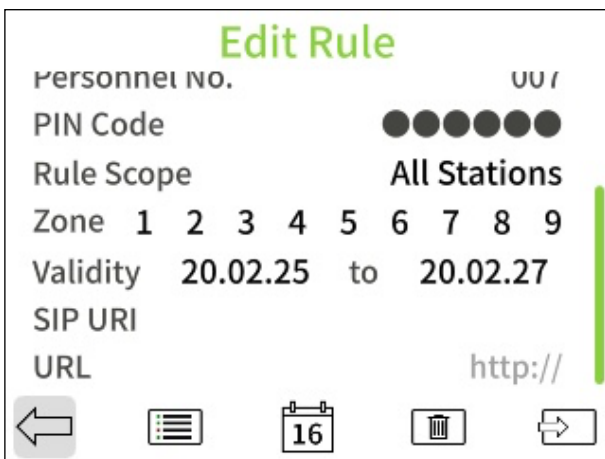 Edit Rule
Personnel No. 007
PIN Code ●●●●●●
Rule Scope All Stations
Zone 1 2 3 4 5 6 7 8 9
Validity 20.02.25 to 20.02.27
SIP URI
URL http://
16